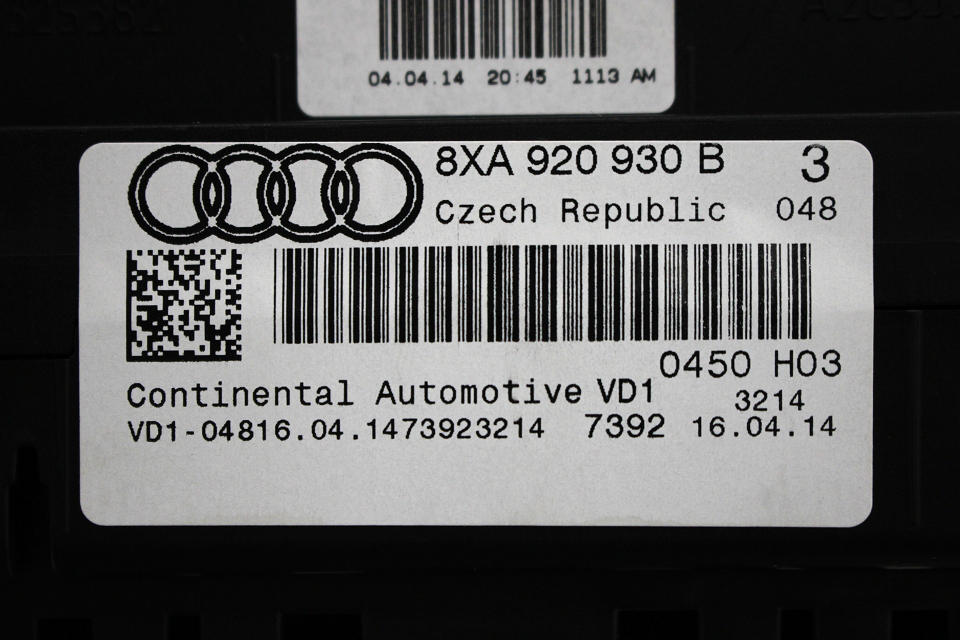 04.04.14 20:45 1113 AM
8XA 920 930 B 3
Czech Republic 048
0450 H03
Continental Automotive VD1 3214
VD1-04816.04.1473923214 7392 16.04.14